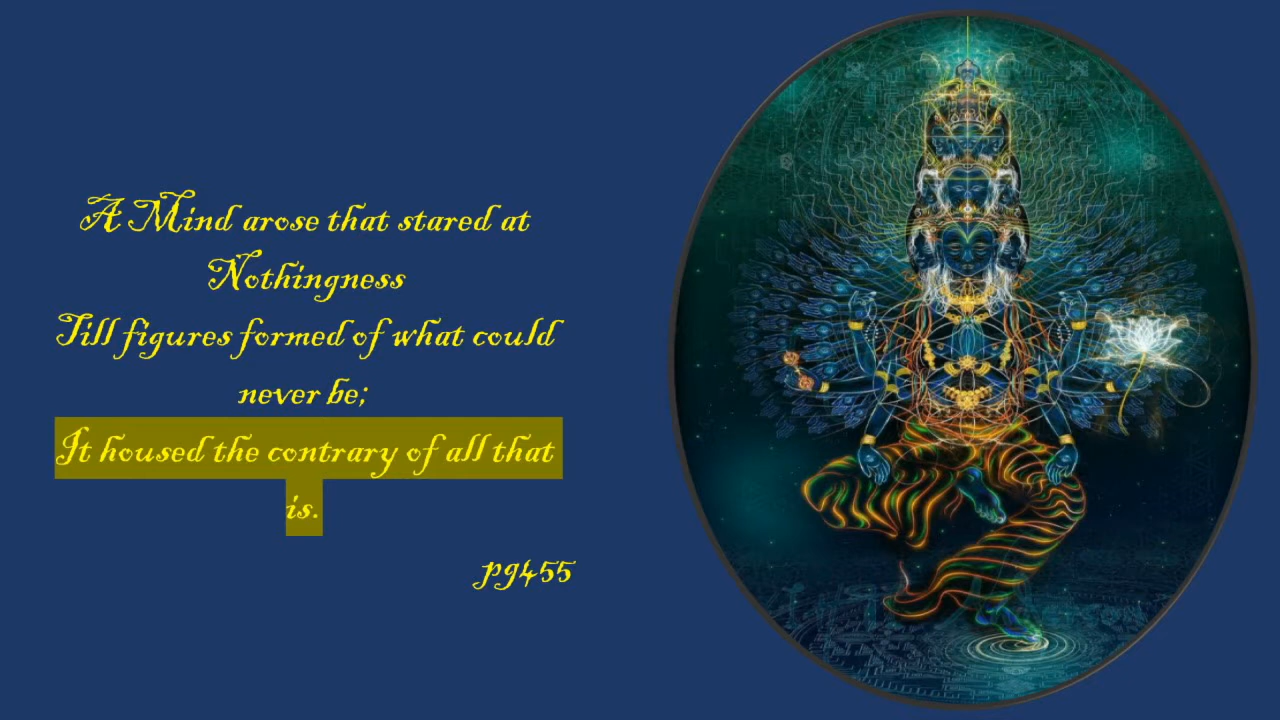 A Mind arose that stared at
Nothingness
Till figures formed of what could
never be;
It housed the contrary of all that
is.
pg455